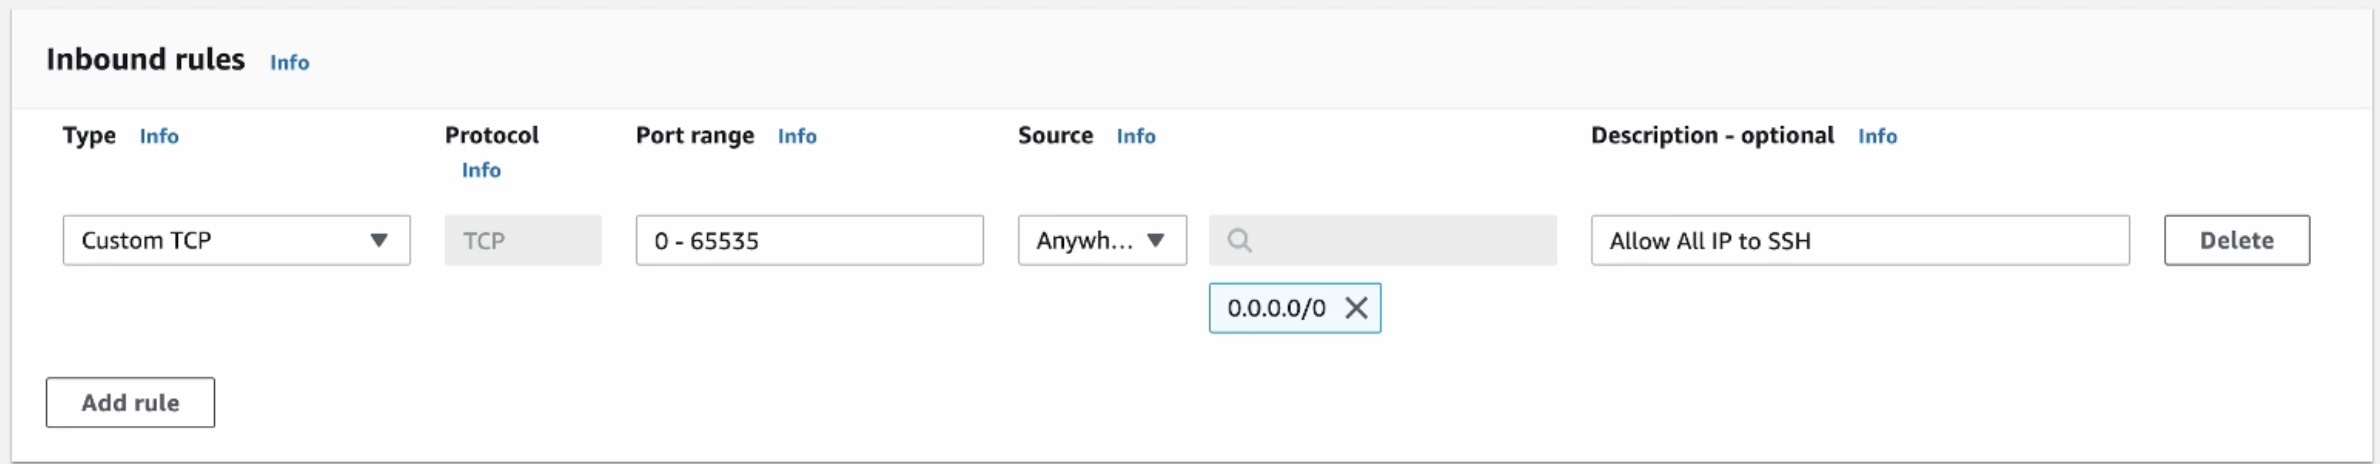 Inbound rules Info
Type Info Protocol Port range Info Source Info Description - optional Info
Info
Custom TCP TCP 0 - 65535 Anywh... Allow All IP to SSH Delete
0.0.0.0/0
Add rule